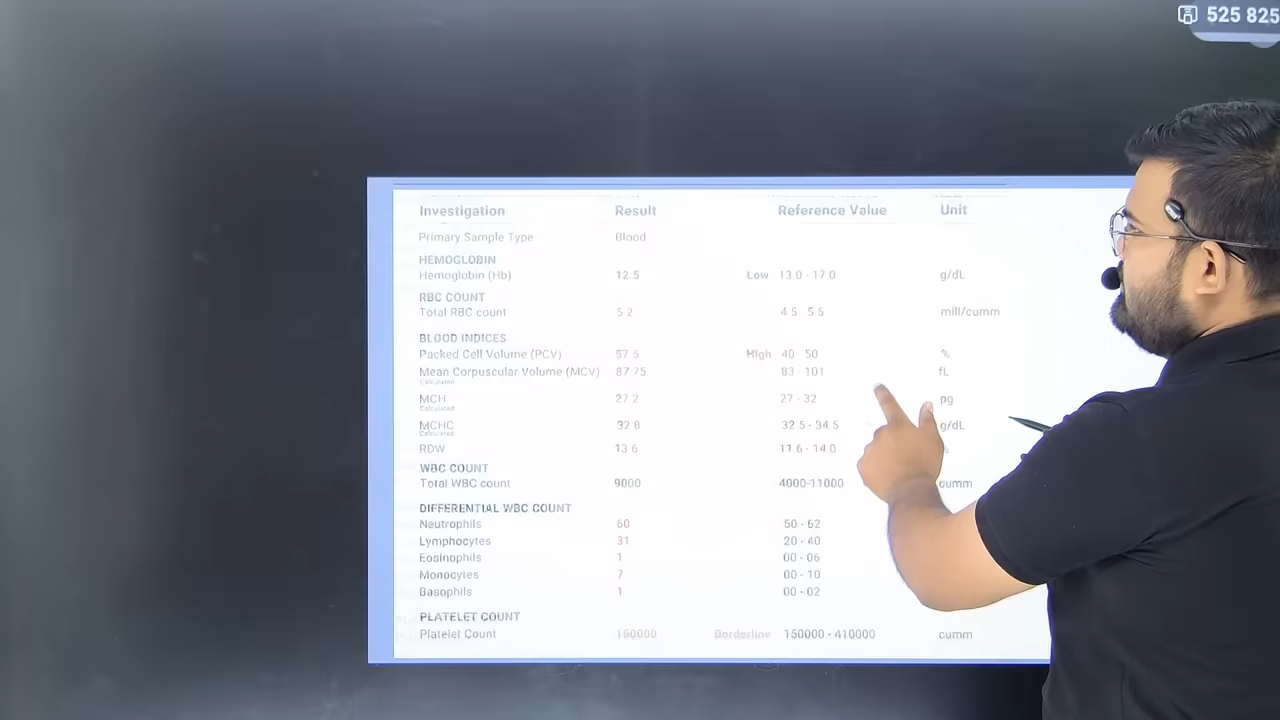 525 825
Investigation Result Reference Value Unit
Primary Sample Type Blood
HEMOGLOBIN
Hemoglobin (Hb) 12.5 Low 13.0 - 17.0 g/dL
RBC COUNT
Total RBC count 5.2 4.5 - 5.5 mill/cumm
BLOOD INDICES
Packed Cell Volume (PCV) 57.5 High 40 - 50 %
Mean Corpuscular Volume (MCV) 87.75 83 - 101 fL
Calculated
MCH 27.2 27 - 32 pg
Calculated
MCHC 32.8 32.5 - 34.5 g/dL
Calculated
RDW 13.6 11.6 - 14.0
WBC COUNT
Total WBC count 9000 4000-11000 cumm
DIFFERENTIAL WBC COUNT
Neutrophils 60 50 - 62
Lymphocytes 31 20 - 40
Eosinophils 1 00 - 06
Monocytes 7 00 - 10
Basophils 1 00 - 02
PLATELET COUNT
Platelet Count 150000 Borderline 150000 - 410000 cumm